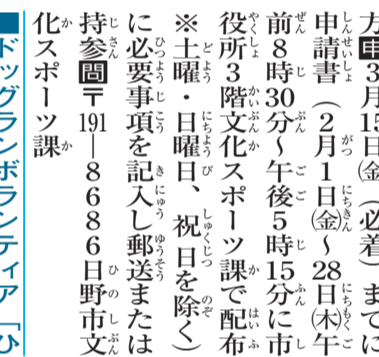 方申3月15日㈮(必着)までに
申請書(2月1日㈮～28日㈭午
前8時30分～午後5時15分に市
役所3階文化スポーツ課で配布
※土曜・日曜日、祝日を除く)
に必要事項を記入し郵送または
持参問〒191―8686日野市文
化スポーツ課
ドッグランボランティア「ひ